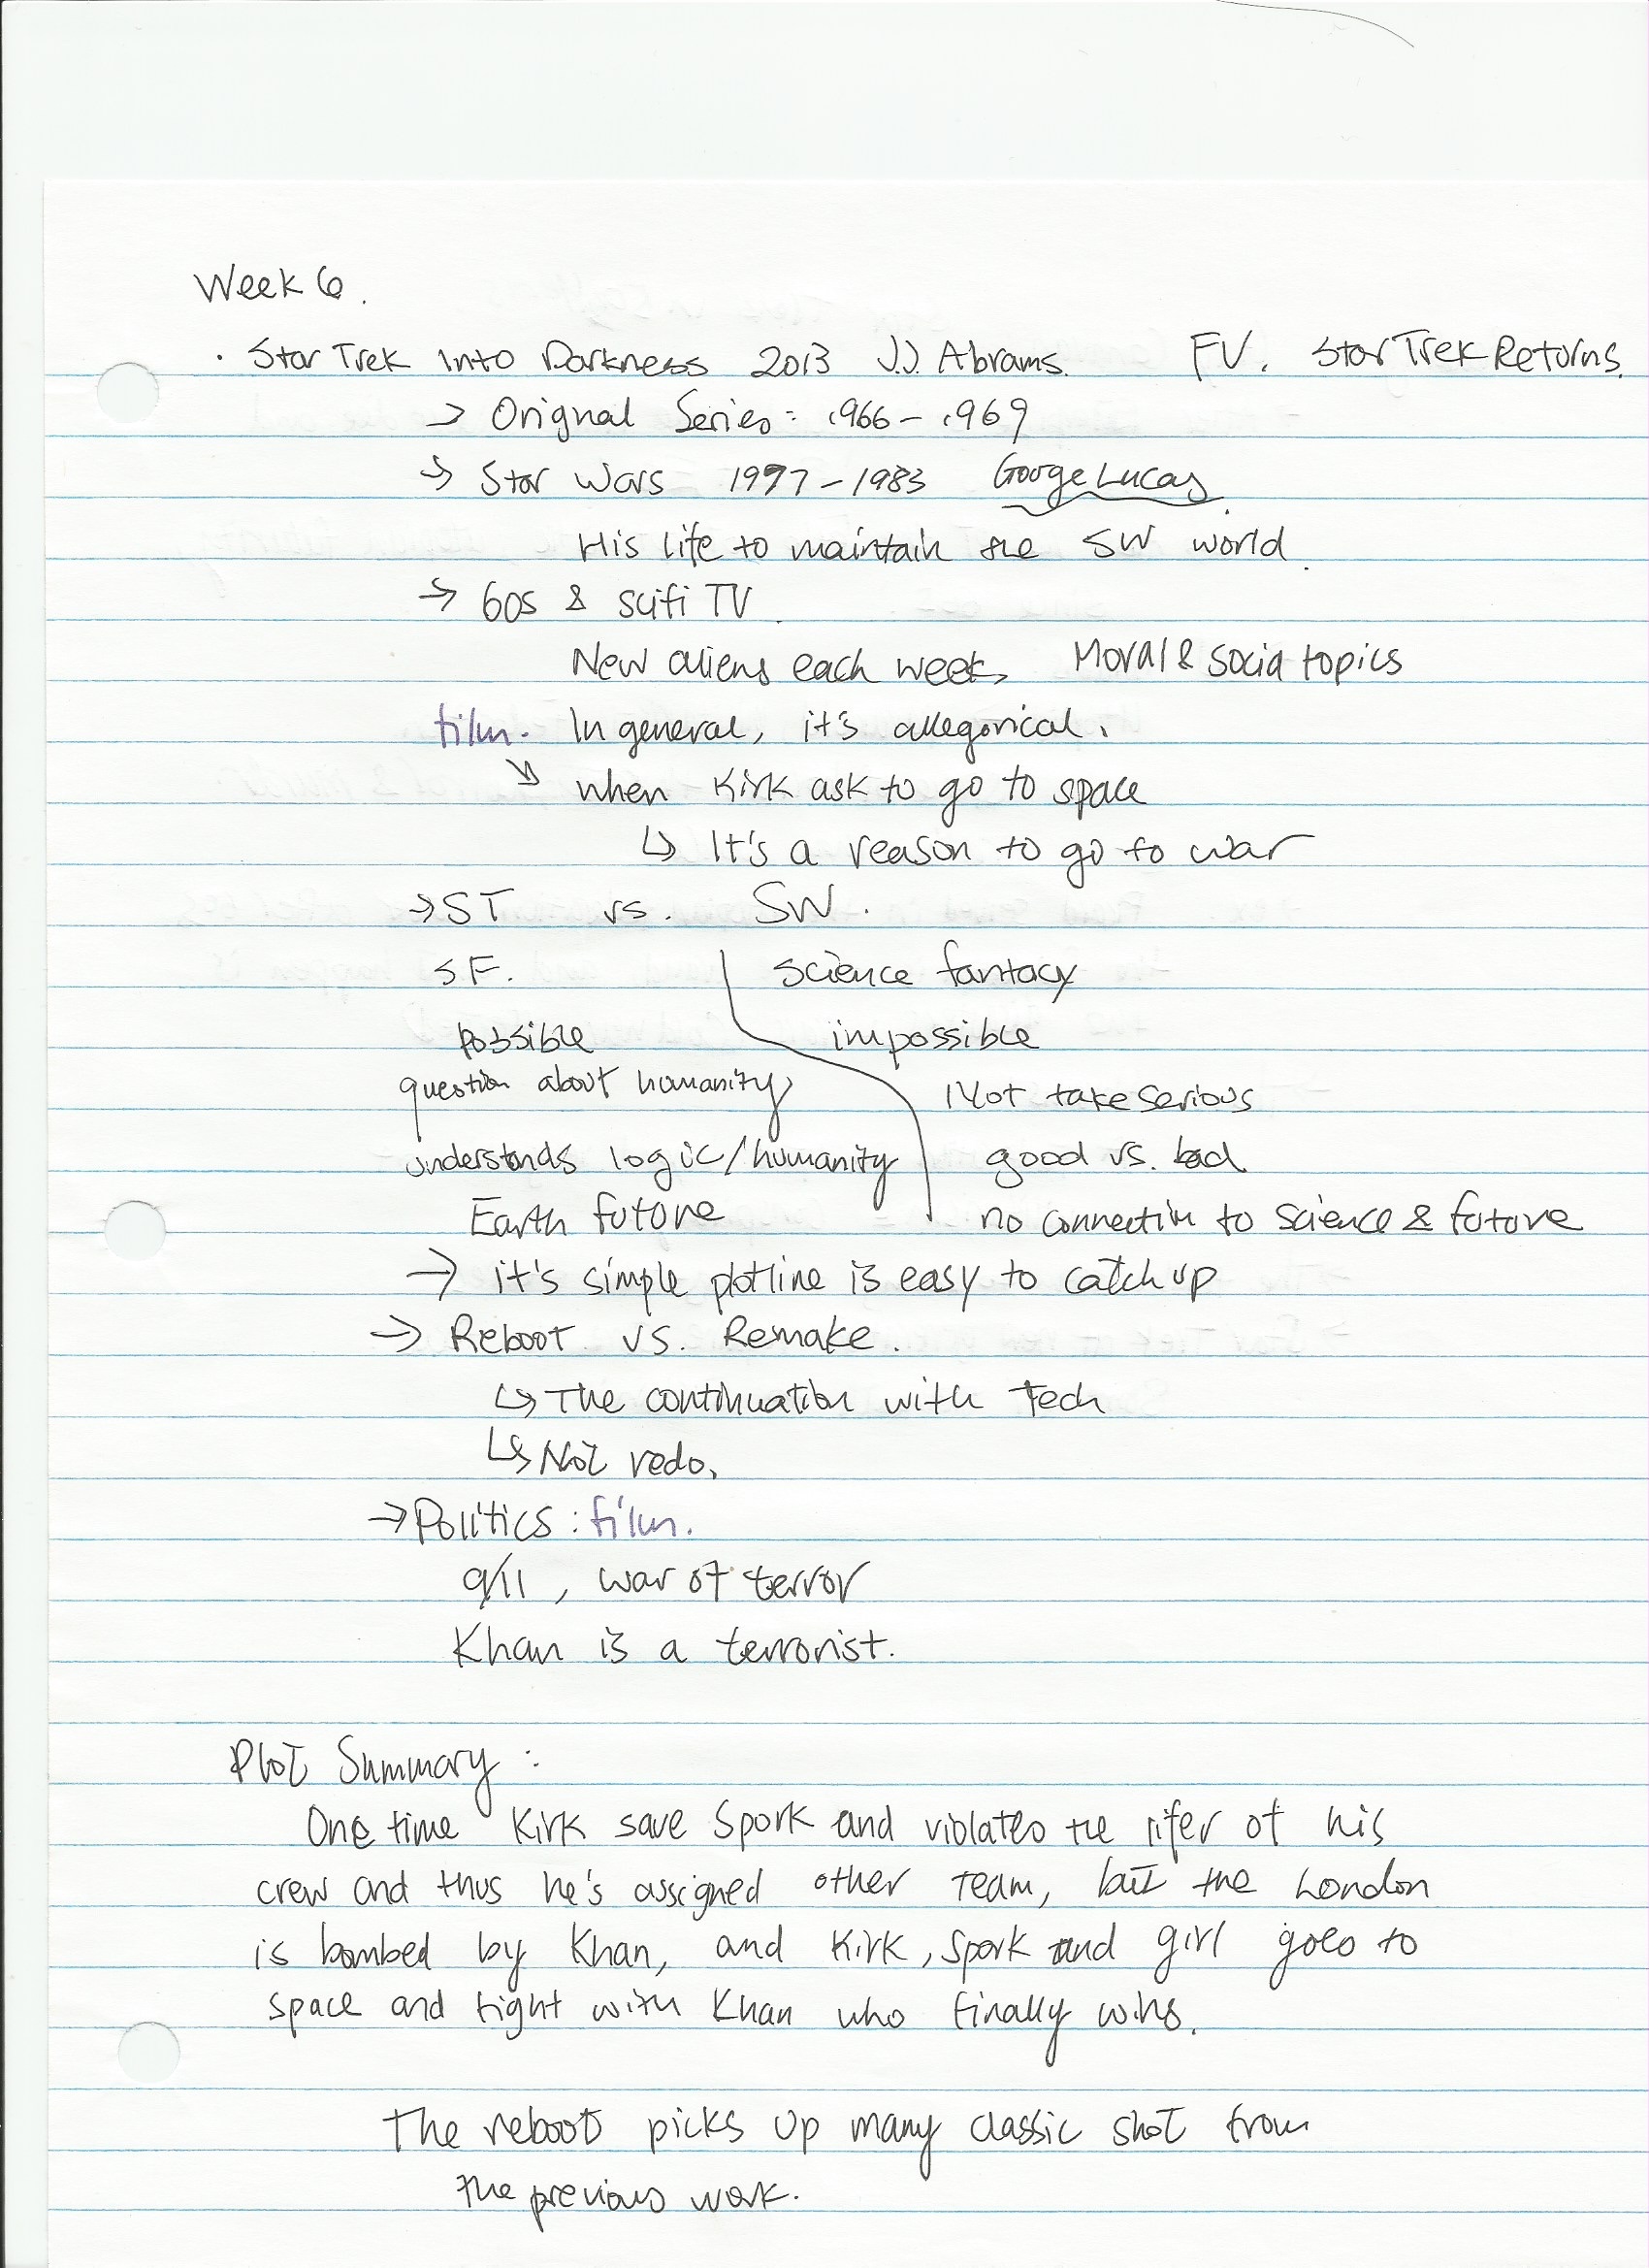 Week 6.
· Star Trek Into Darkness 2013 J.J. Abrams. FV. Star Trek Returns.
→ Orignal Series: 1966 - 1969
→ Star Wars 1997 - 1983 George Lucas.
His life to maintain the SW world.
→ 60s & scifi TV.
New aliens each week, Moral & socia topics
film. In general, it's allegorical.
↘ when Kirk ask to go to space
↳ It's a reason to go to war
→ ST vs. SW.
SF. science fantacy
possible impossible
question about humanity Not take serious
understands logic/humanity good vs. bad
Earth future no connection to science & future
→ it's simple plotline is easy to catch up
→ Reboot vs. Remake.
↳ The continuation with Tech
↳ Not redo.
→ Politics: film.
9/11, war of terror
Khan is a terrorist.
Plot Summary:
One time Kirk save Spork and violates the of his
crew and thus he's assigned other team, but the London
is bombed by Khan, and Kirk, Spork and girl goes to
space and fight with Khan who finally wins.
The reboot picks up many classic shot from
the previous work.